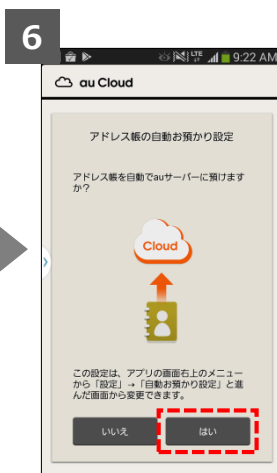 6
LTE 9:22 AM
au Cloud
アドレス帳の自動お預かり設定
アドレス帳を自動でauサーバーに預けます
か？
Cloud
この設定は、アプリの画面右上のメニュー
から「設定」→「自動お預かり設定」と進
んだ画面から変更できます。
いいえ はい